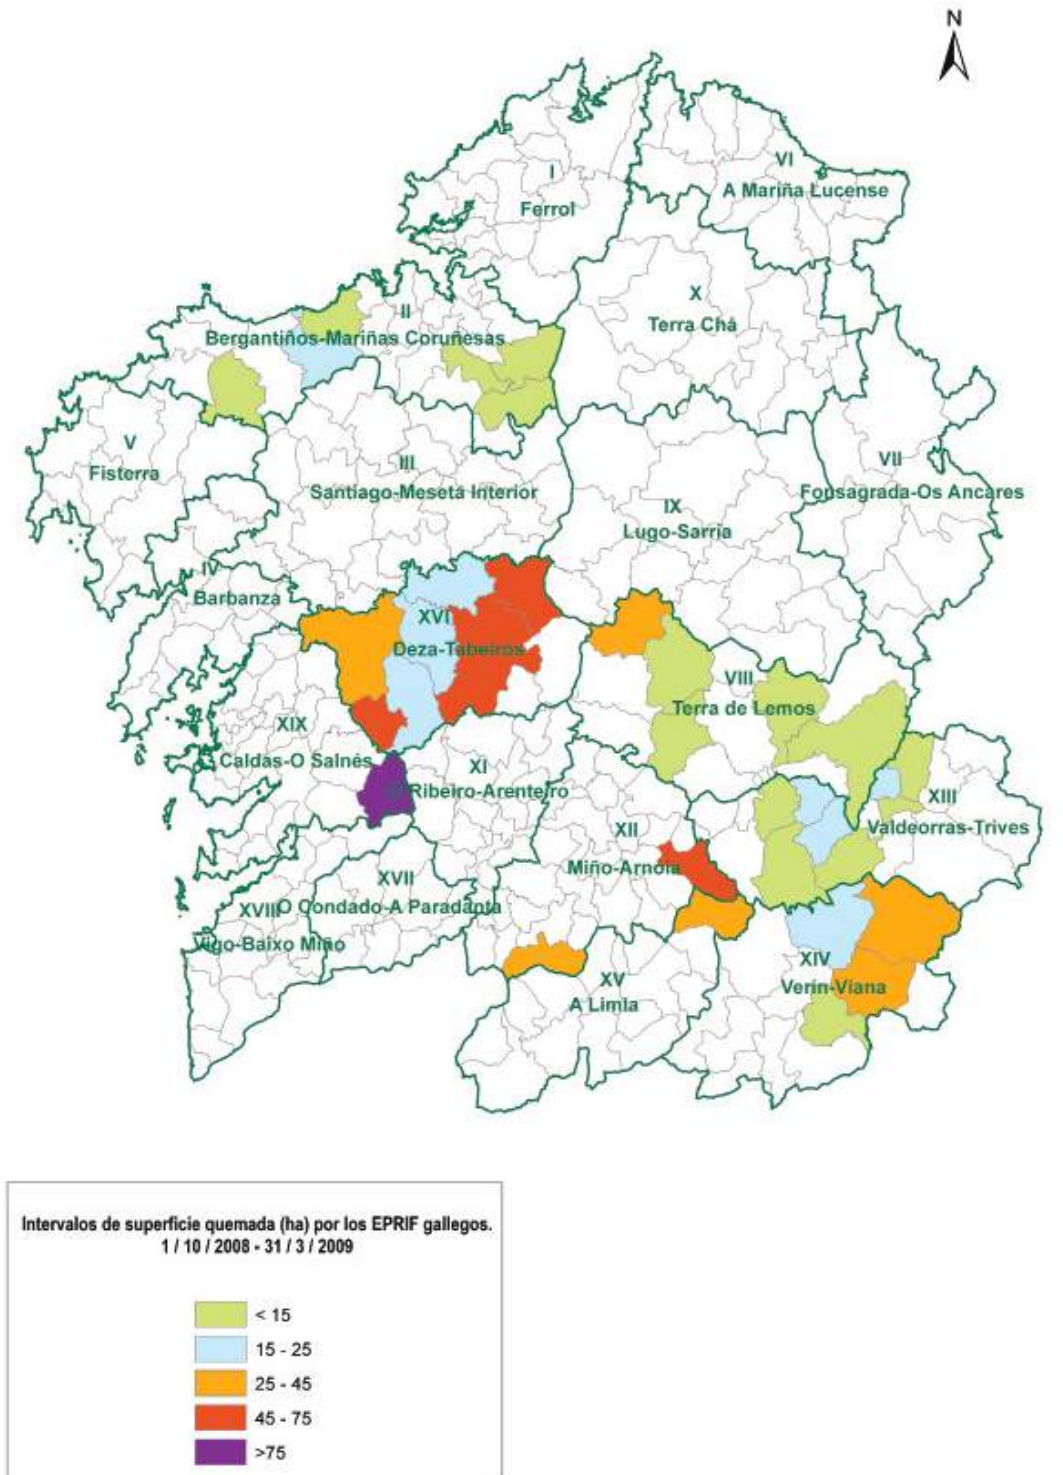 N
VI
A Mariña Lucense
I
Ferrol
X
Terra Chá
II
Bergantiños-Mariñas Coruñesas
V
Fisterra
III
Santiago-Meseta Interior
VII
Fonsagrada-Os Ancares
IX
Lugo-Sarria
IV
Barbanza
XVI
Deza-Tabeiros
VIII
Terra de Lemos
XIX
Caldas-O Salnés
XI
O Ribeiro-Arenteiro
XIII
Valdeorras-Trives
XII
Miño-Arnoia
XVII
O Condado-A Paradanta
XVIII
Vigo-Baixo Miño
XIV
Verín-Viana
XV
A Limia
Intervalos de superficie quemada (ha) por los EPRIF gallegos.
1 / 10 / 2008 - 31 / 3 / 2009
< 15
15 - 25
25 - 45
45 - 75
>75